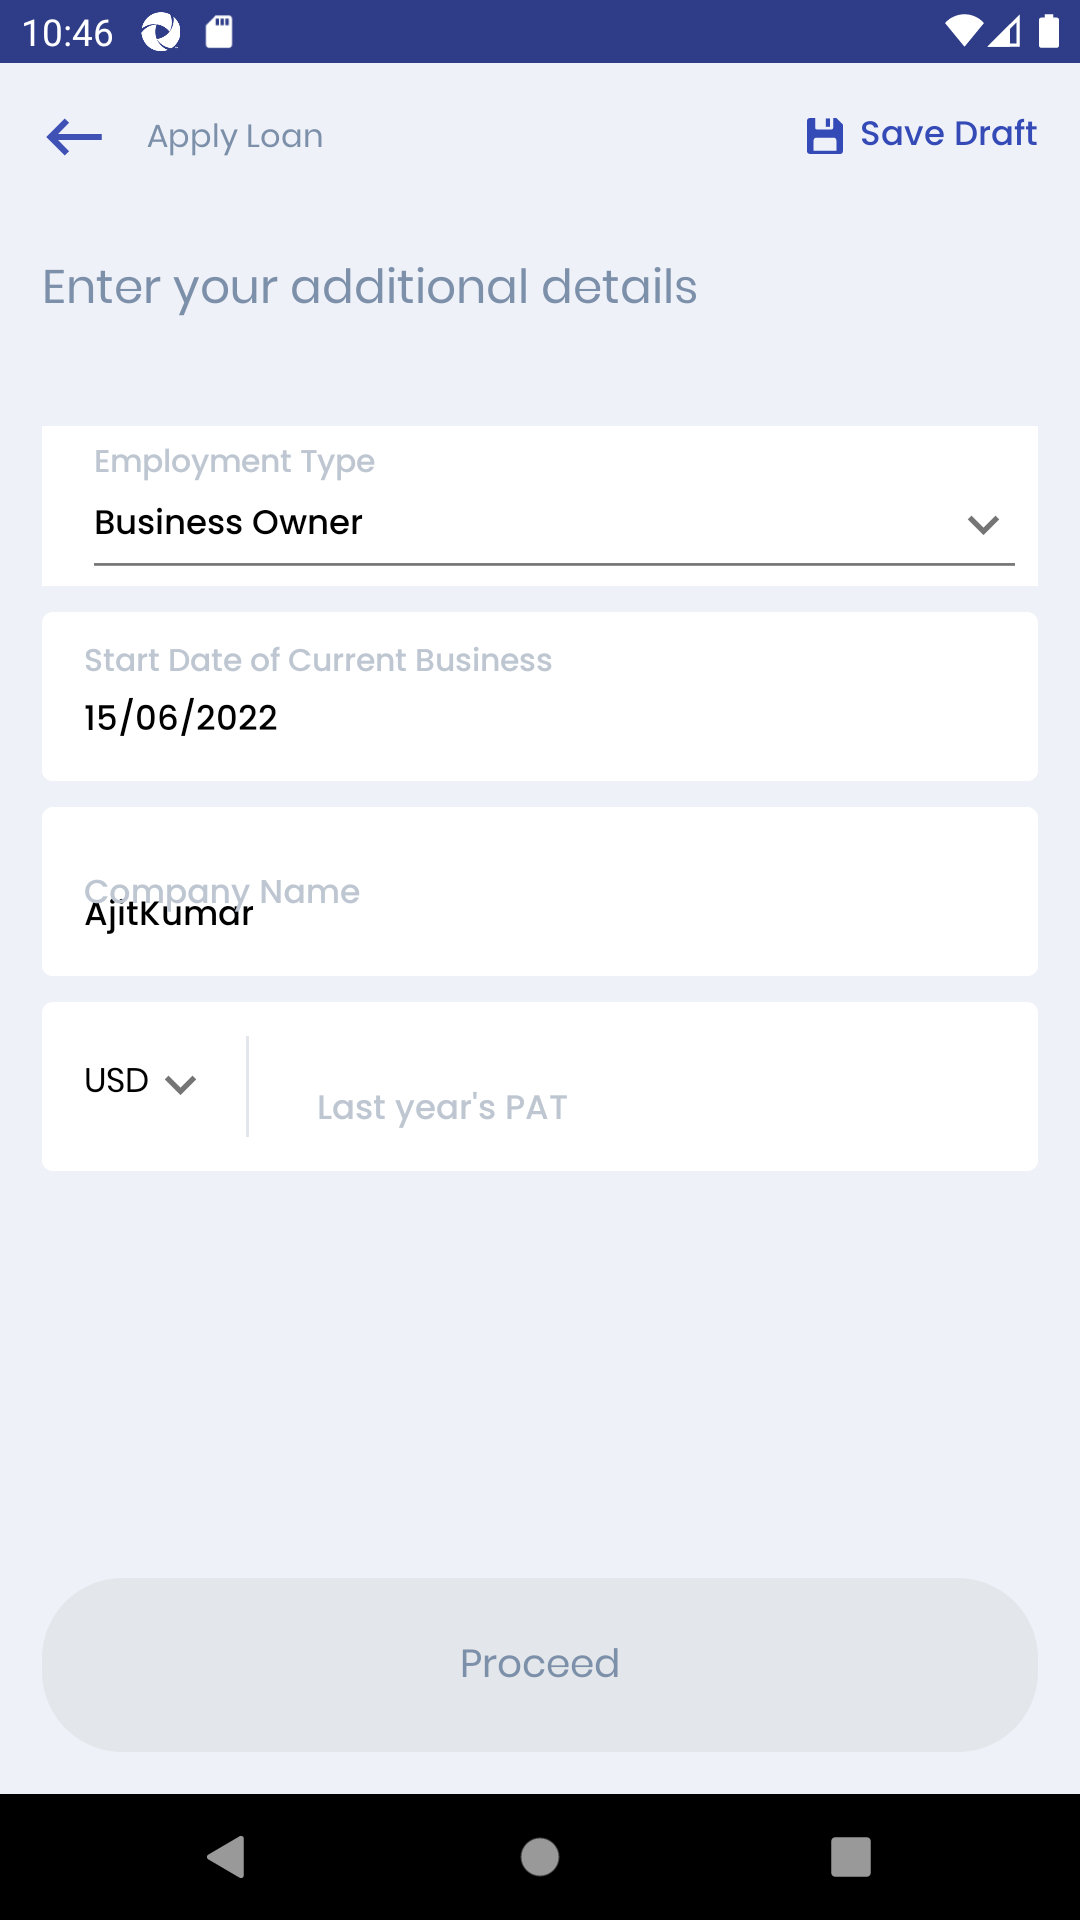 10:46
Apply Loan
Save Draft
Enter your additional details
Employment Type
Business Owner
Start Date of Current Business
15/06/2022
Company Name
AjitKumar
USD
Last year's PAT
Proceed